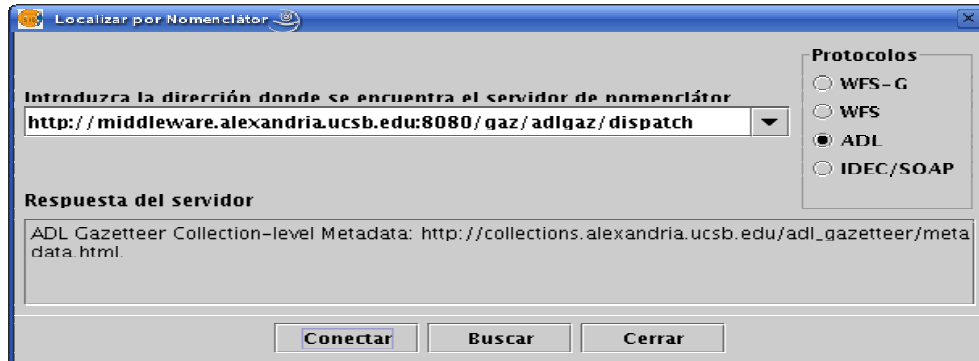 Localizar por Nomenclátor
Protocolos
WFS-G
WFS
ADL
IDEC/SOAP
Introduzca la dirección donde se encuentra el servidor de nomenclátor
http://middleware.alexandria.ucsb.edu:8080/gaz/adlgaz/dispatch
Respuesta del servidor
ADL Gazetteer Collection-level Metadata: http://collections.alexandria.ucsb.edu/adl_gazetteer/meta
data.html.
Conectar
Buscar
Cerrar